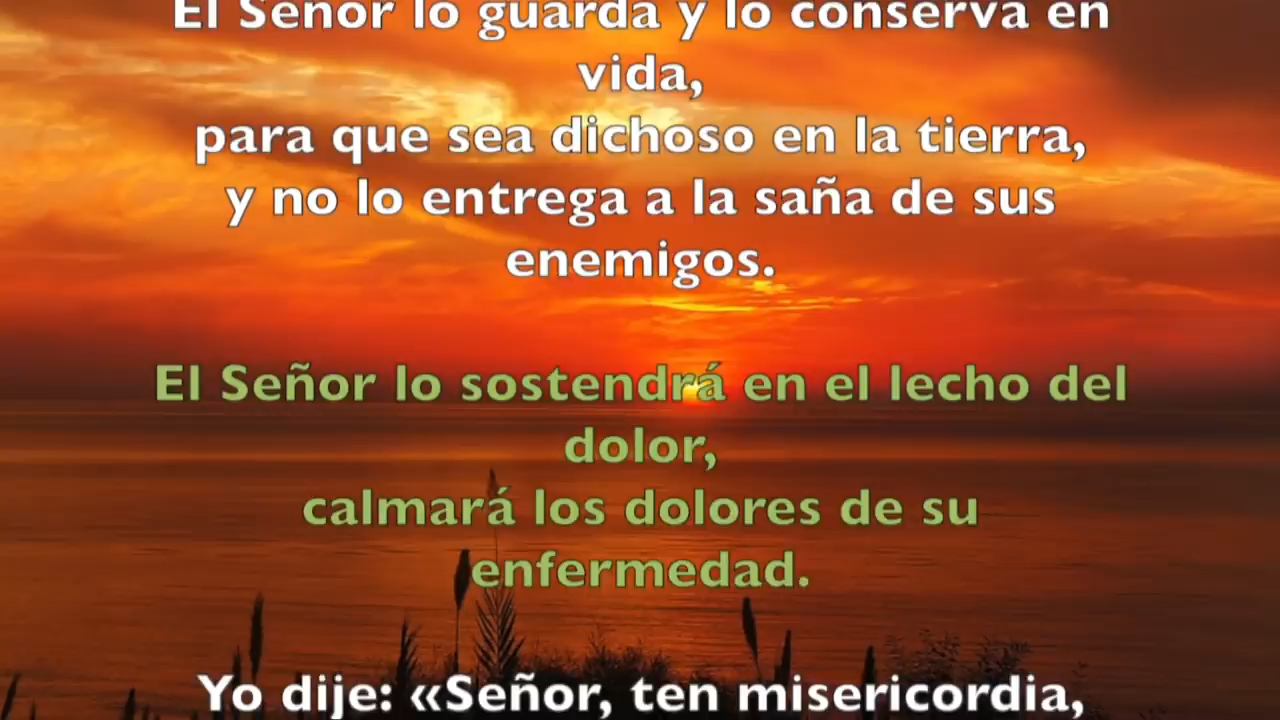 El Señor lo guarda y lo conserva en
vida,
para que sea dichoso en la tierra,
y no lo entrega a la saña de sus
enemigos.
El Señor lo sostendrá en el lecho del
dolor,
calmará los dolores de su
enfermedad.
Yo dije: «Señor, ten misericordia,